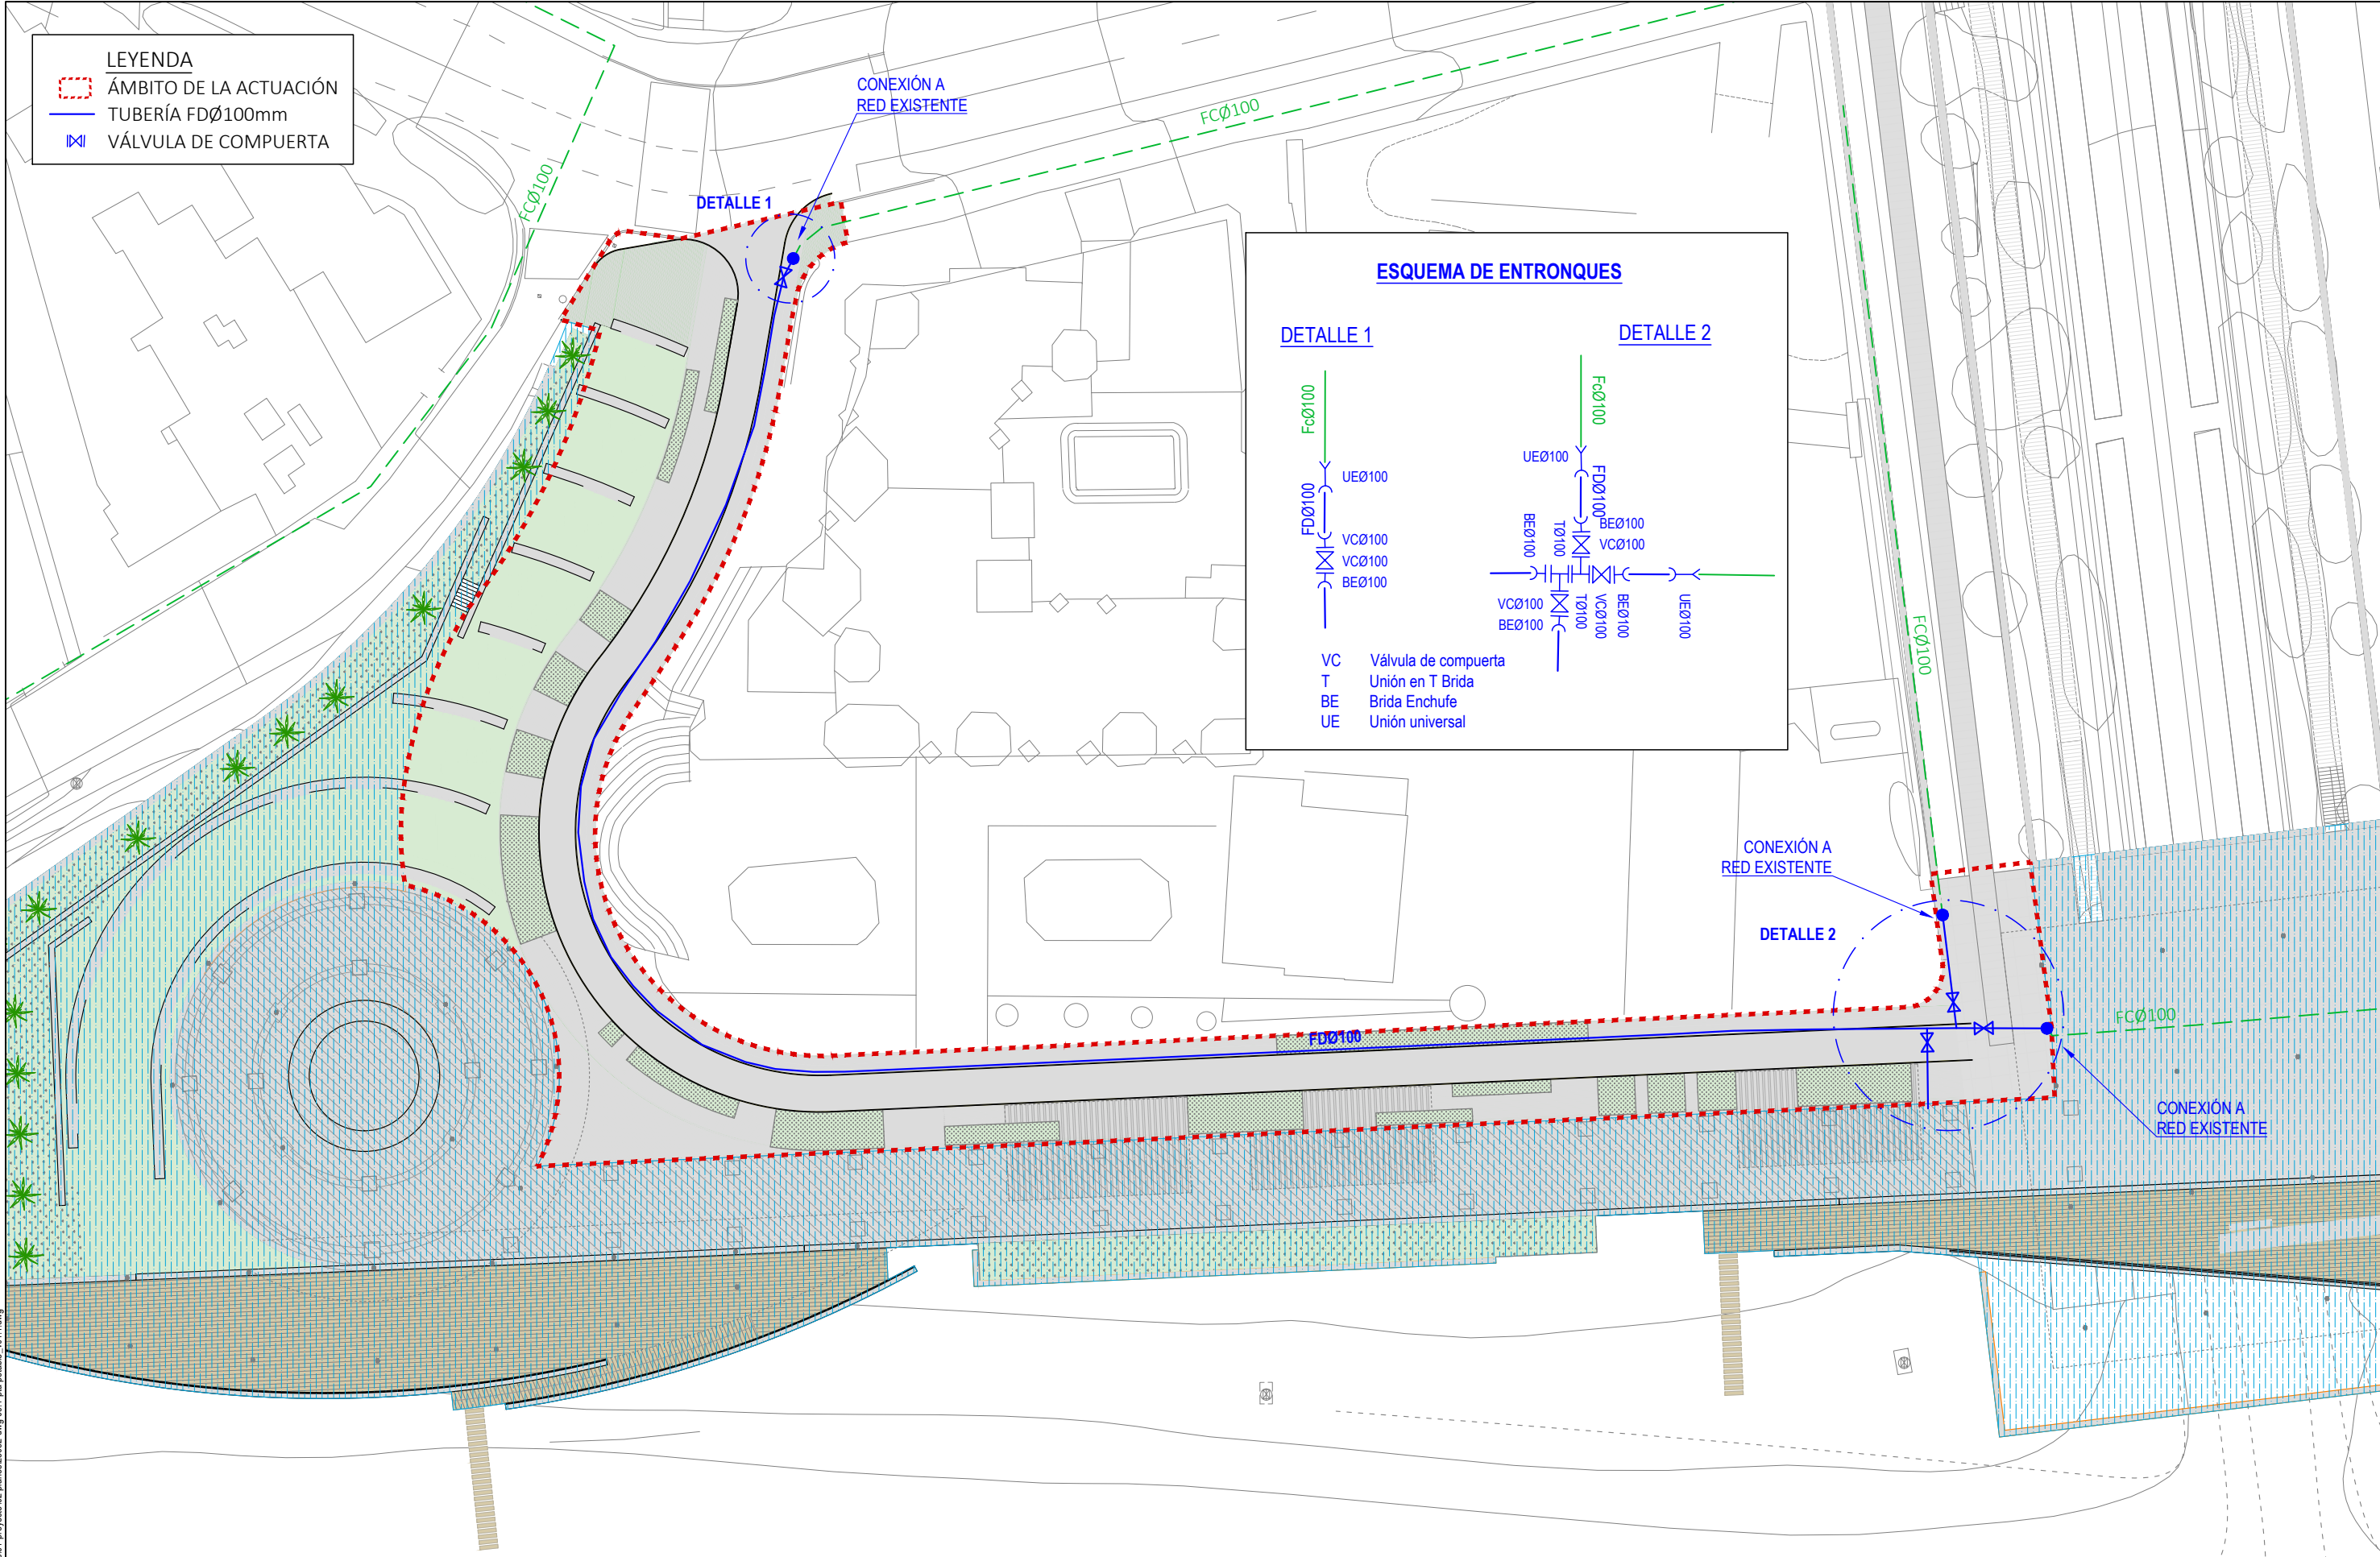 LEYENDA
ÁMBITO DE LA ACTUACIÓN
TUBERÍA FDØ100mm
VÁLVULA DE COMPUERTA
CONEXIÓN A
RED EXISTENTE
DETALLE 1
FCØ100
FCØ100
ESQUEMA DE ENTRONQUES
DETALLE 1
FcØ100
UEØ100
FDØ100
VCØ100
VCØ100
BEØ100
DETALLE 2
FcØ100
UEØ100
FDØ100
BEØ100
TØ100
BEØ100
VCØ100
VCØ100
BEØ100
TØ100
VCØ100
BEØ100
UEØ100
VC Válvula de compuerta
T Unión en T Brida
BE Brida Enchufe
UE Unión universal
FCØ100
CONEXIÓN A
RED EXISTENTE
DETALLE 2
FDØ100
FCØ100
CONEXIÓN A
RED EXISTENTE